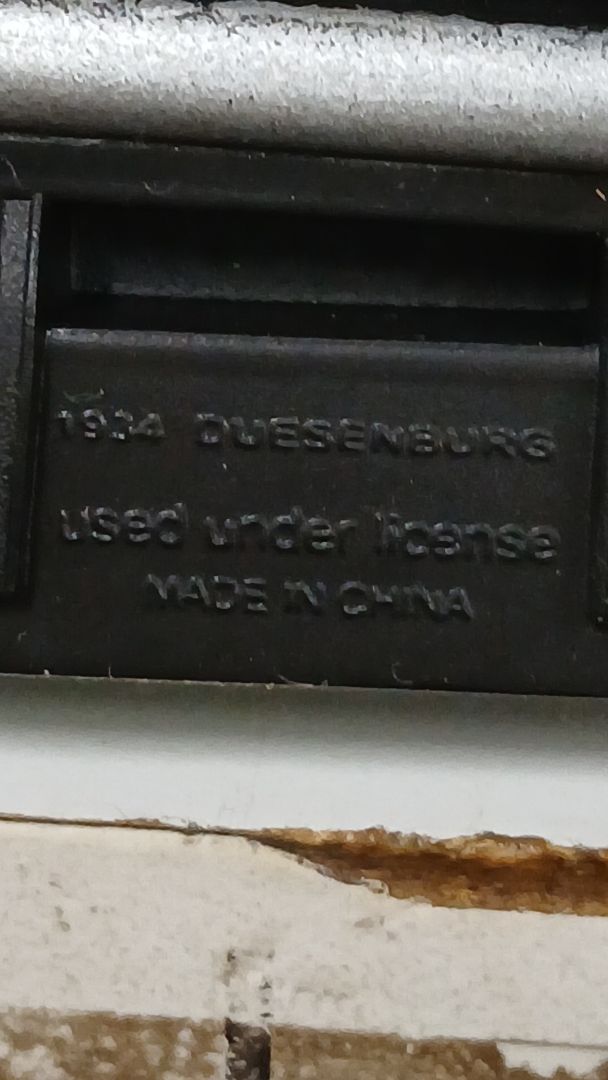 1934 DUESENBURG
used under license
MADE IN CHINA